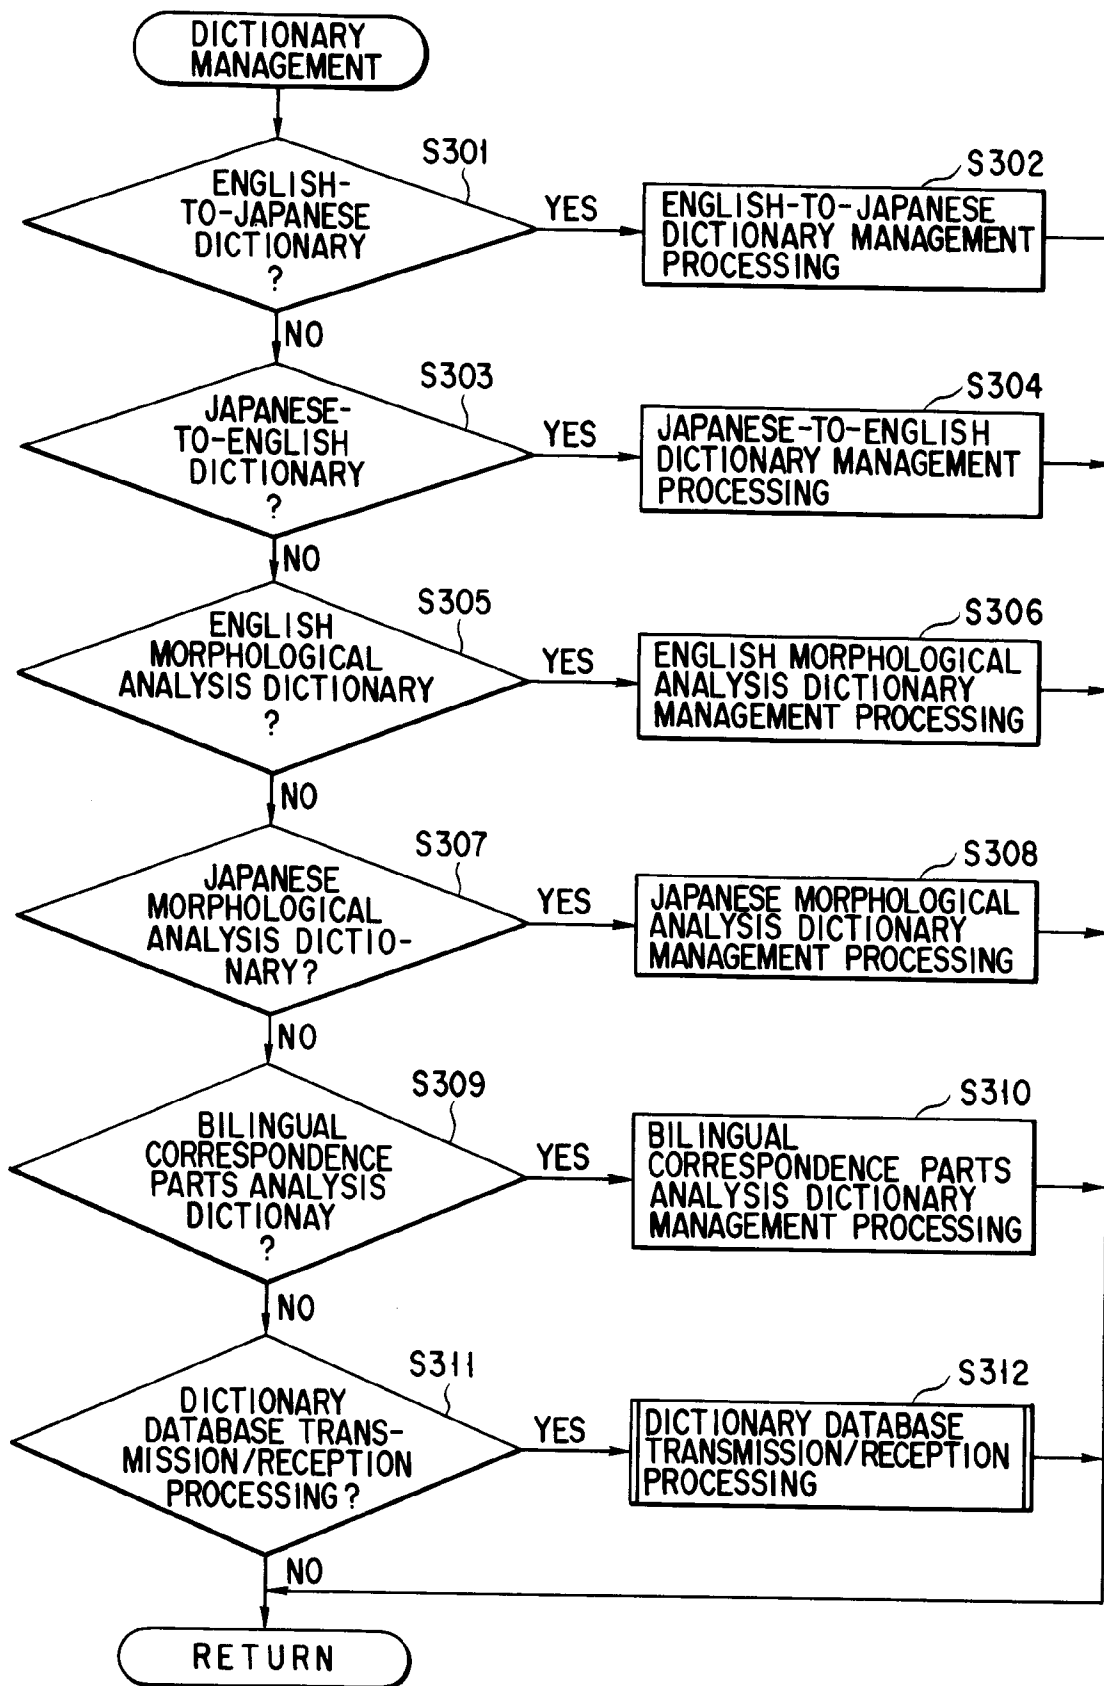 DICTIONARY
MANAGEMENT
S301
ENGLISH-
TO-JAPANESE
DICTIONARY
?
YES
S302
ENGLISH-TO-JAPANESE
DICTIONARY MANAGEMENT
PROCESSING
NO
S303
JAPANESE-
TO-ENGLISH
DICTIONARY
?
YES
S304
JAPANESE-TO-ENGLISH
DICTIONARY MANAGEMENT
PROCESSING
NO
S305
ENGLISH
MORPHOLOGICAL
ANALYSIS DICTIONARY
?
YES
S306
ENGLISH MORPHOLOGICAL
ANALYSIS DICTIONARY
MANAGEMENT PROCESSING
NO
S307
JAPANESE
MORPHOLOGICAL
ANALYSIS DICTIO-
NARY?
YES
S308
JAPANESE MORPHOLOGICAL
ANALYSIS DICTIONARY
MANAGEMENT PROCESSING
NO
S309
BILINGUAL
CORRESPONDENCE
PARTS ANALYSIS
DICTIONAY
?
YES
S310
BILINGUAL
CORRESPONDENCE PARTS
ANALYSIS DICTIONARY
MANAGEMENT PROCESSING
NO
S311
DICTIONARY
DATABASE TRANS-
MISSION/RECEPTION
PROCESSING?
YES
S312
DICTIONARY DATABASE
TRANSMISSION/RECEPTION
PROCESSING
NO
RETURN